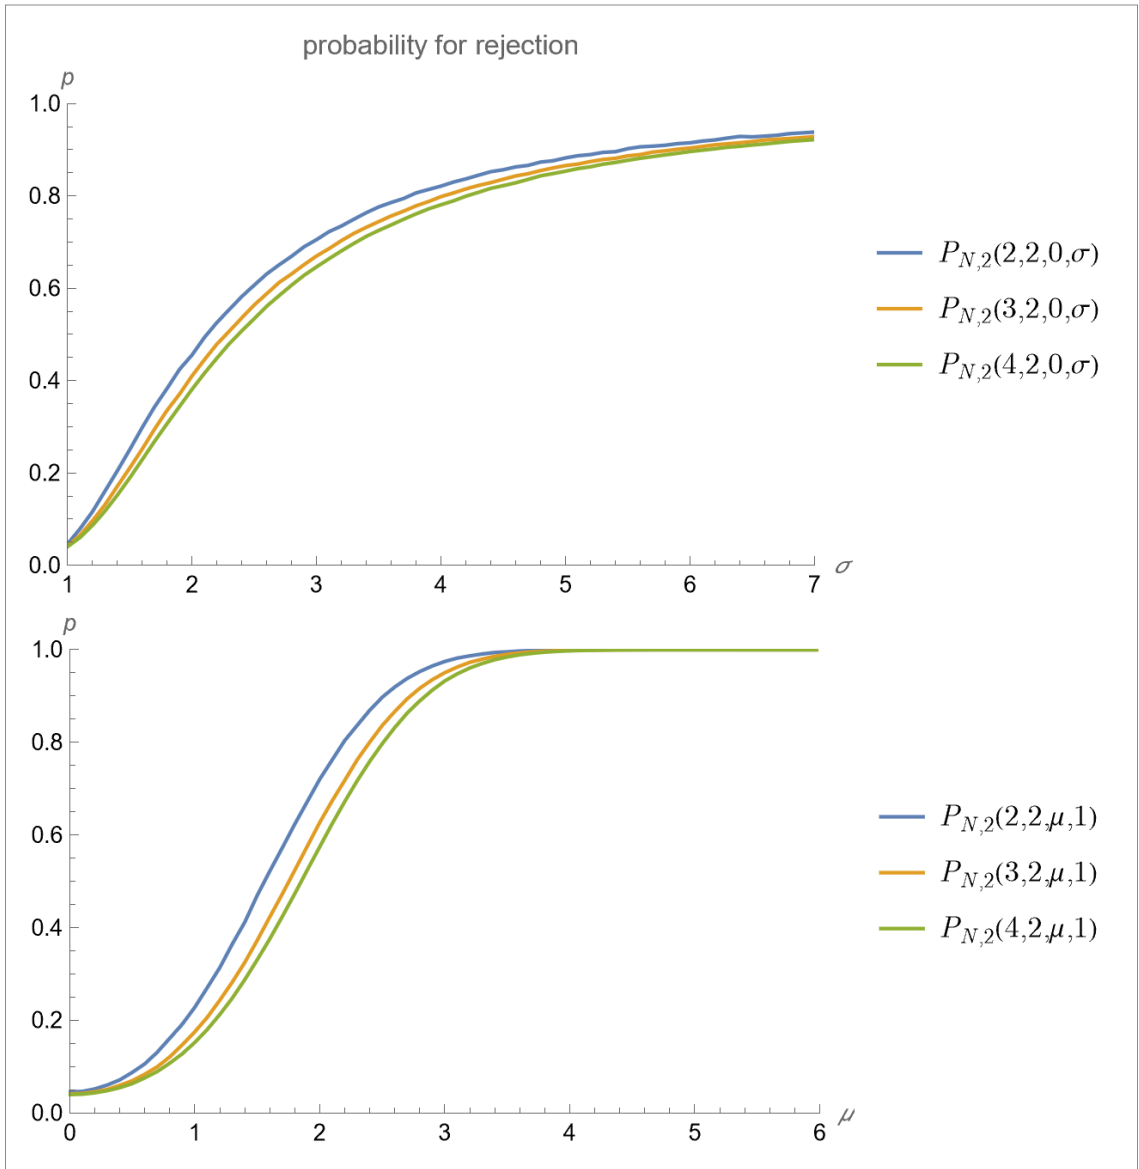 probability for rejection
p
1.0
0.8
0.6
0.4
0.2
0.0
1 2 3 4 5 6 7 σ
P_{N,2}(2,2,0,σ)
P_{N,2}(3,2,0,σ)
P_{N,2}(4,2,0,σ)
p
1.0
0.8
0.6
0.4
0.2
0.0
0 1 2 3 4 5 6 μ
P_{N,2}(2,2,μ,1)
P_{N,2}(3,2,μ,1)
P_{N,2}(4,2,μ,1)